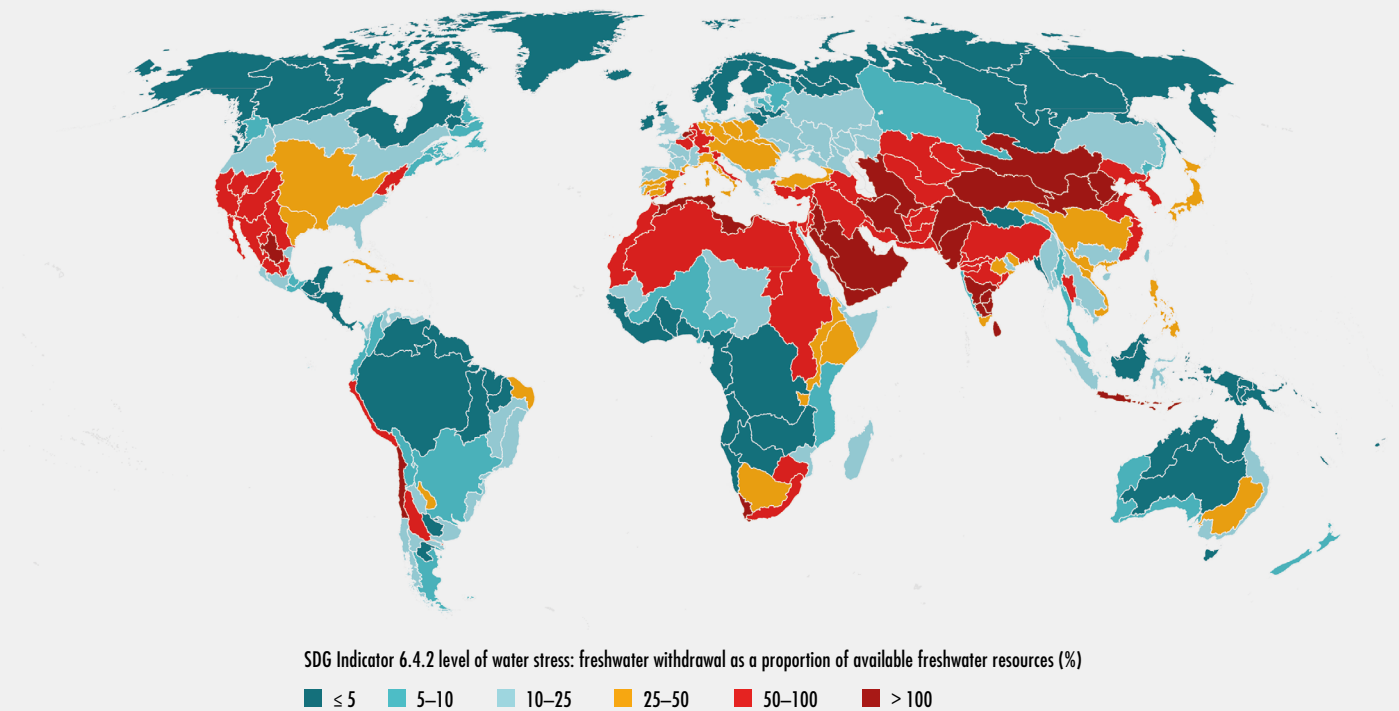 SDG Indicator 6.4.2 level of water stress: freshwater withdrawal as a proportion of available freshwater resources (%)
≤ 5 5–10 10–25 25–50 50–100 > 100